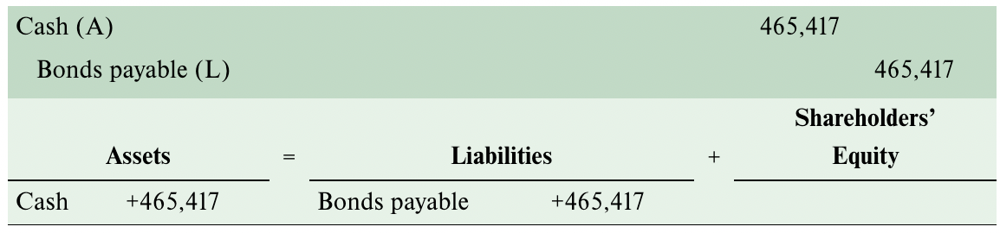 Cash (A) 465,417
Bonds payable (L) 465,417
Shareholders’
Assets = Liabilities + Equity
Cash +465,417 Bonds payable +465,417